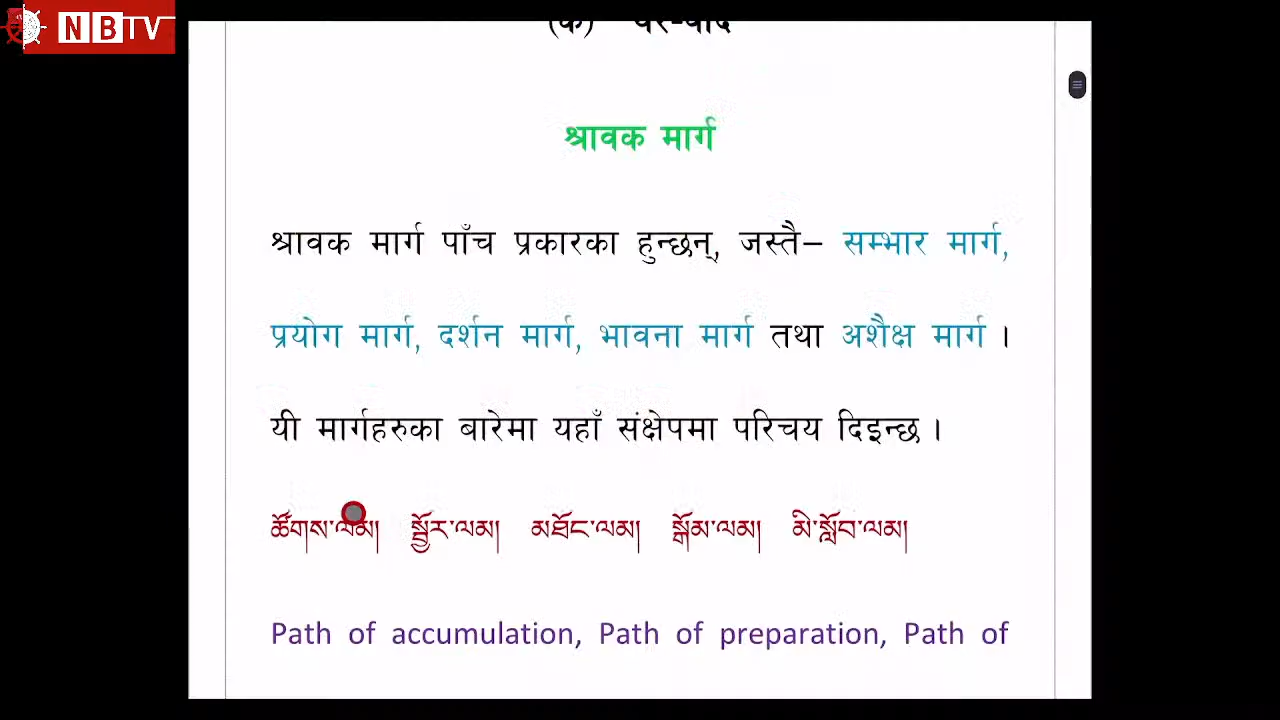 NBTV
(क)
श्रावक मार्ग
श्रावक मार्ग पाँच प्रकारका हुन्छन्, जस्तै– सम्भार मार्ग,
प्रयोग मार्ग, दर्शन मार्ग, भावना मार्ग तथा अशैक्ष मार्ग ।
यी मार्गहरुका बारेमा यहाँ संक्षेपमा परिचय दिइन्छ ।
ཚོགས་ལམ། སྦྱོར་ལམ། མཐོང་ལམ། སྒོམ་ལམ། མི་སློབ་ལམ།
Path of accumulation, Path of preparation, Path of